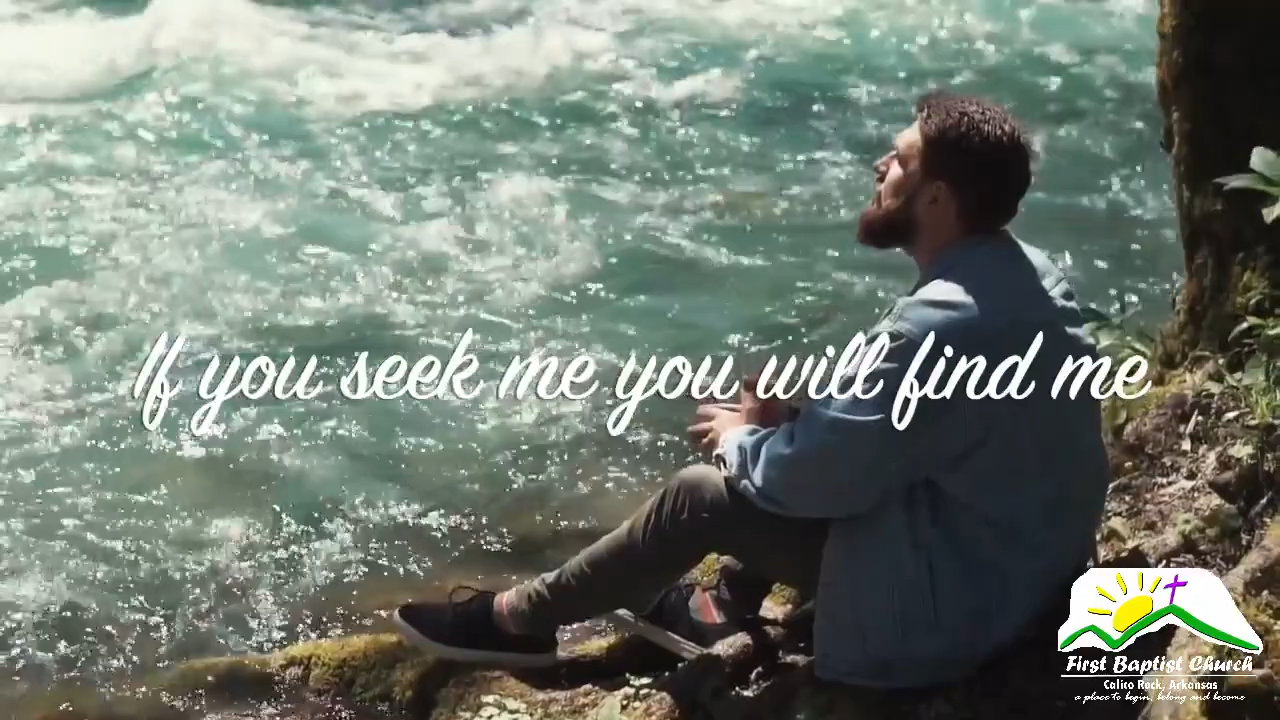 If you seek me you will find me
First Baptist Church
Calico Rock, Arkansas
a place to begin, belong and become